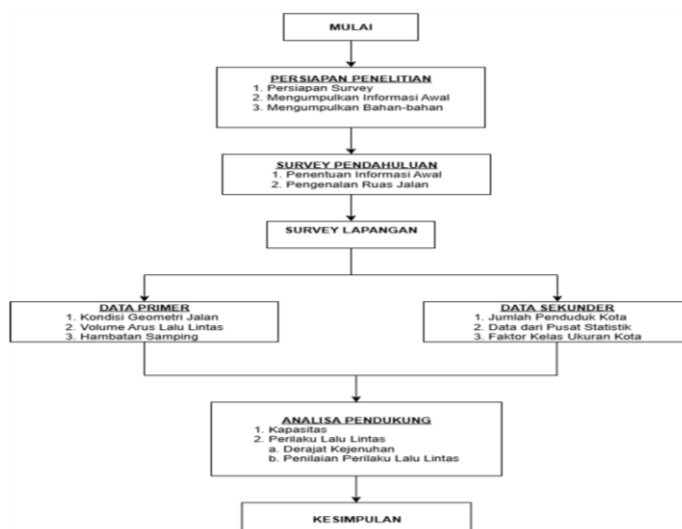 MULAI
PERSIAPAN PENELITIAN
1. Persiapan Survey
2. Mengumpulkan Informasi Awal
3. Mengumpulkan Bahan-bahan
SURVEY PENDAHULUAN
1. Penentuan Informasi Awal
2. Pengenalan Ruas Jalan
SURVEY LAPANGAN
DATA PRIMER
1. Kondisi Geometri Jalan
2. Volume Arus Lalu Lintas
3. Hambatan Samping
DATA SEKUNDER
1. Jumlah Penduduk Kota
2. Data dari Pusat Statistik
3. Faktor Kelas Ukuran Kota
ANALISA PENDUKUNG
1. Kapasitas
2. Perilaku Lalu Lintas
a. Derajat Kejenuhan
b. Penilaian Perilaku Lalu Lintas
KESIMPULAN